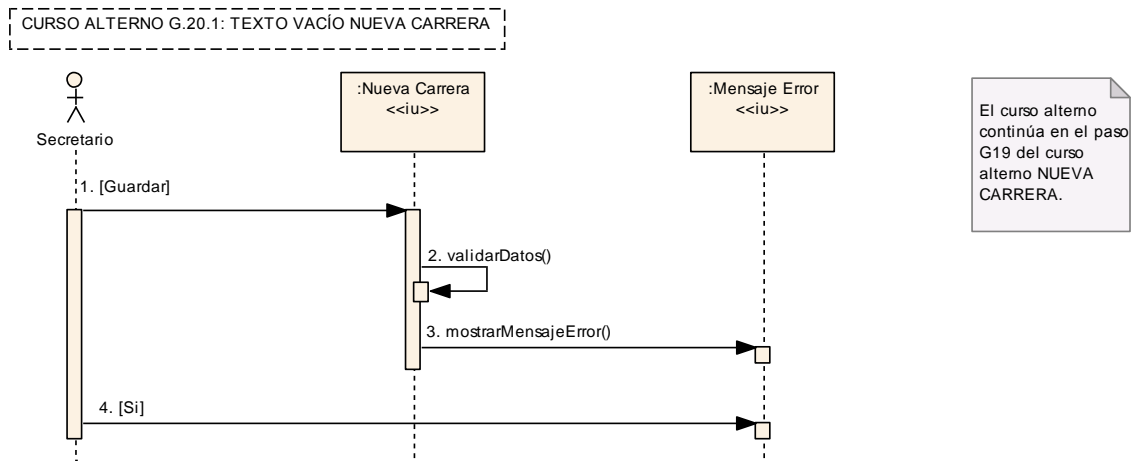 CURSO ALTERNO G.20.1: TEXTO VACÍO NUEVA CARRERA
:Nueva Carrera
<<iu>>
:Mensaje Error
<<iu>>
Secretario
El curso alterno
continúa en el paso
G19 del curso
alterno NUEVA
CARRERA.
1. [Guardar]
2. validarDatos()
3. mostrarMensajeError()
4. [Si]